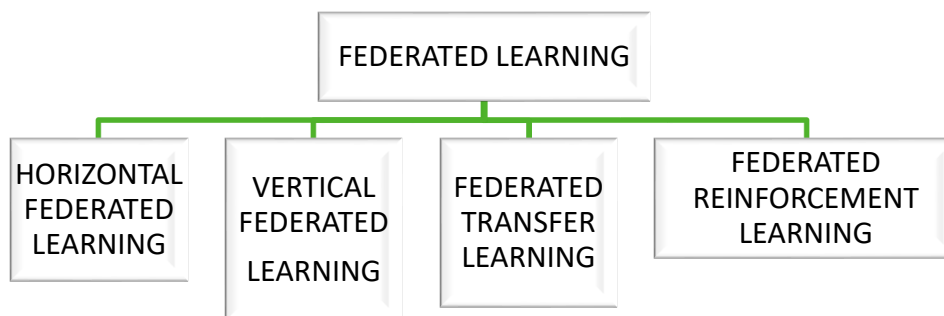 FEDERATED LEARNING
HORIZONTAL
FEDERATED
LEARNING
VERTICAL
FEDERATED
LEARNING
FEDERATED
TRANSFER
LEARNING
FEDERATED
REINFORCEMENT
LEARNING